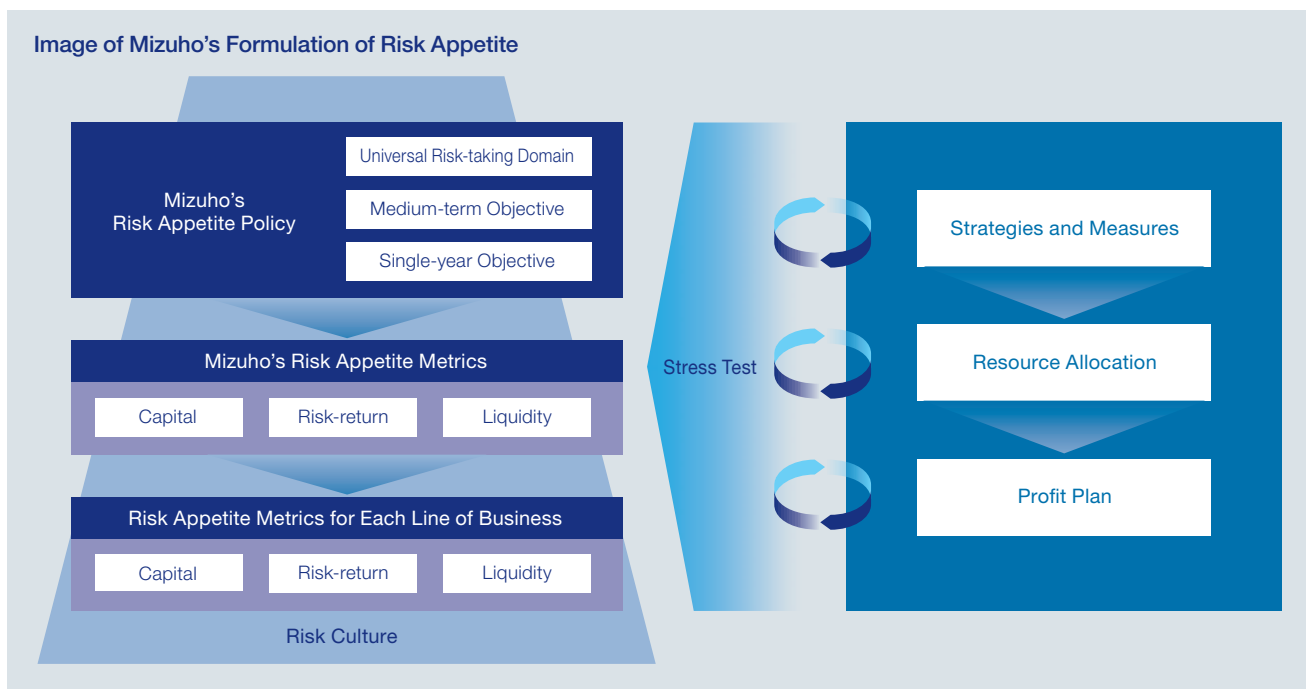 Image of Mizuho’s Formulation of Risk Appetite
Mizuho’s
Risk Appetite Policy
Universal Risk-taking Domain
Medium-term Objective
Single-year Objective
Mizuho’s Risk Appetite Metrics
Capital
Risk-return
Liquidity
Risk Appetite Metrics for Each Line of Business
Capital
Risk-return
Liquidity
Risk Culture
Stress Test
Strategies and Measures
Resource Allocation
Profit Plan